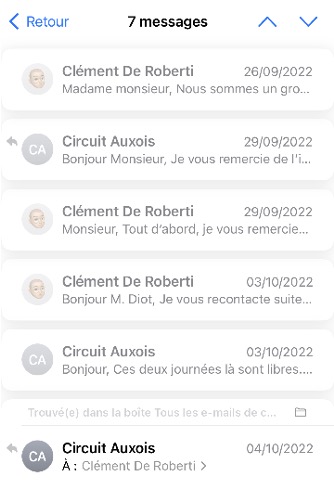 Retour 7 messages
Clément De Roberti 26/09/2022
Madame monsieur, Nous sommes un gro...
CA Circuit Auxois 29/09/2022
Bonjour Monsieur, Je vous remercie de l'i...
Clément De Roberti 29/09/2022
Monsieur, Tout d'abord, je vous remercie...
Clément De Roberti 03/10/2022
Bonjour M. Diot, Je vous recontacte suite...
CA Circuit Auxois 03/10/2022
Bonjour, Ces deux journées là sont libres....
Trouvé(e) dans la boîte Tous les e-mails de c...
CA Circuit Auxois 04/10/2022
À : Clément De Roberti